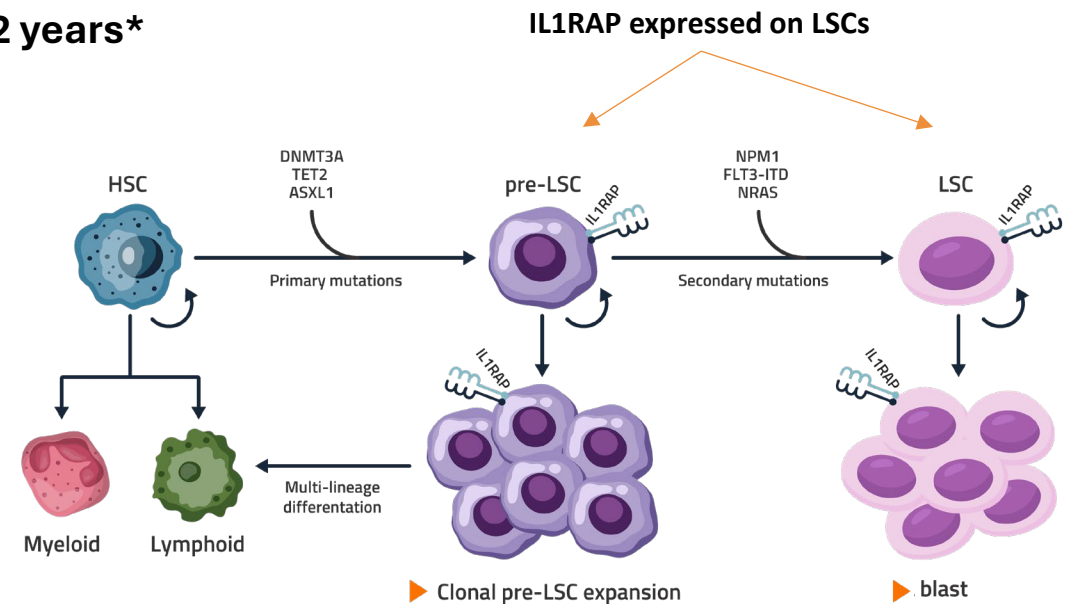 2 years*
IL1RAP expressed on LSCs
DNMT3A
TET2
ASXL1
NPM1
FLT3-ITD
NRAS
HSC
pre-LSC
LSC
IL1RAP
IL1RAP
Primary mutations
Secondary mutations
IL1RAP
IL1RAP
Multi-lineage
differentation
Myeloid
Lymphoid
Clonal pre-LSC expansion
blast